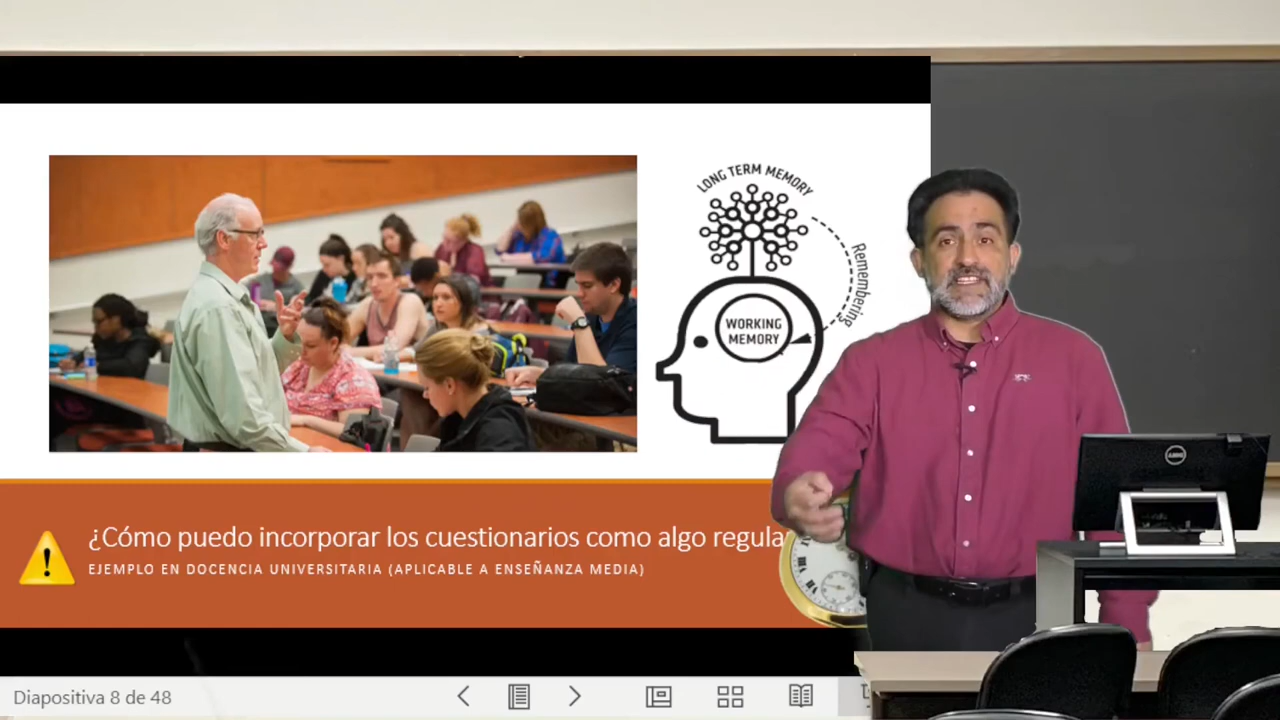 LONG TERM MEMORY
Remembering
WORKING
MEMORY
¿Cómo puedo incorporar los cuestionarios como algo
EJEMPLO EN DOCENCIA UNIVERSITARIA (APLICABLE A ENSEÑANZA MEDIA)
Diapositiva 8 de 48
DELL